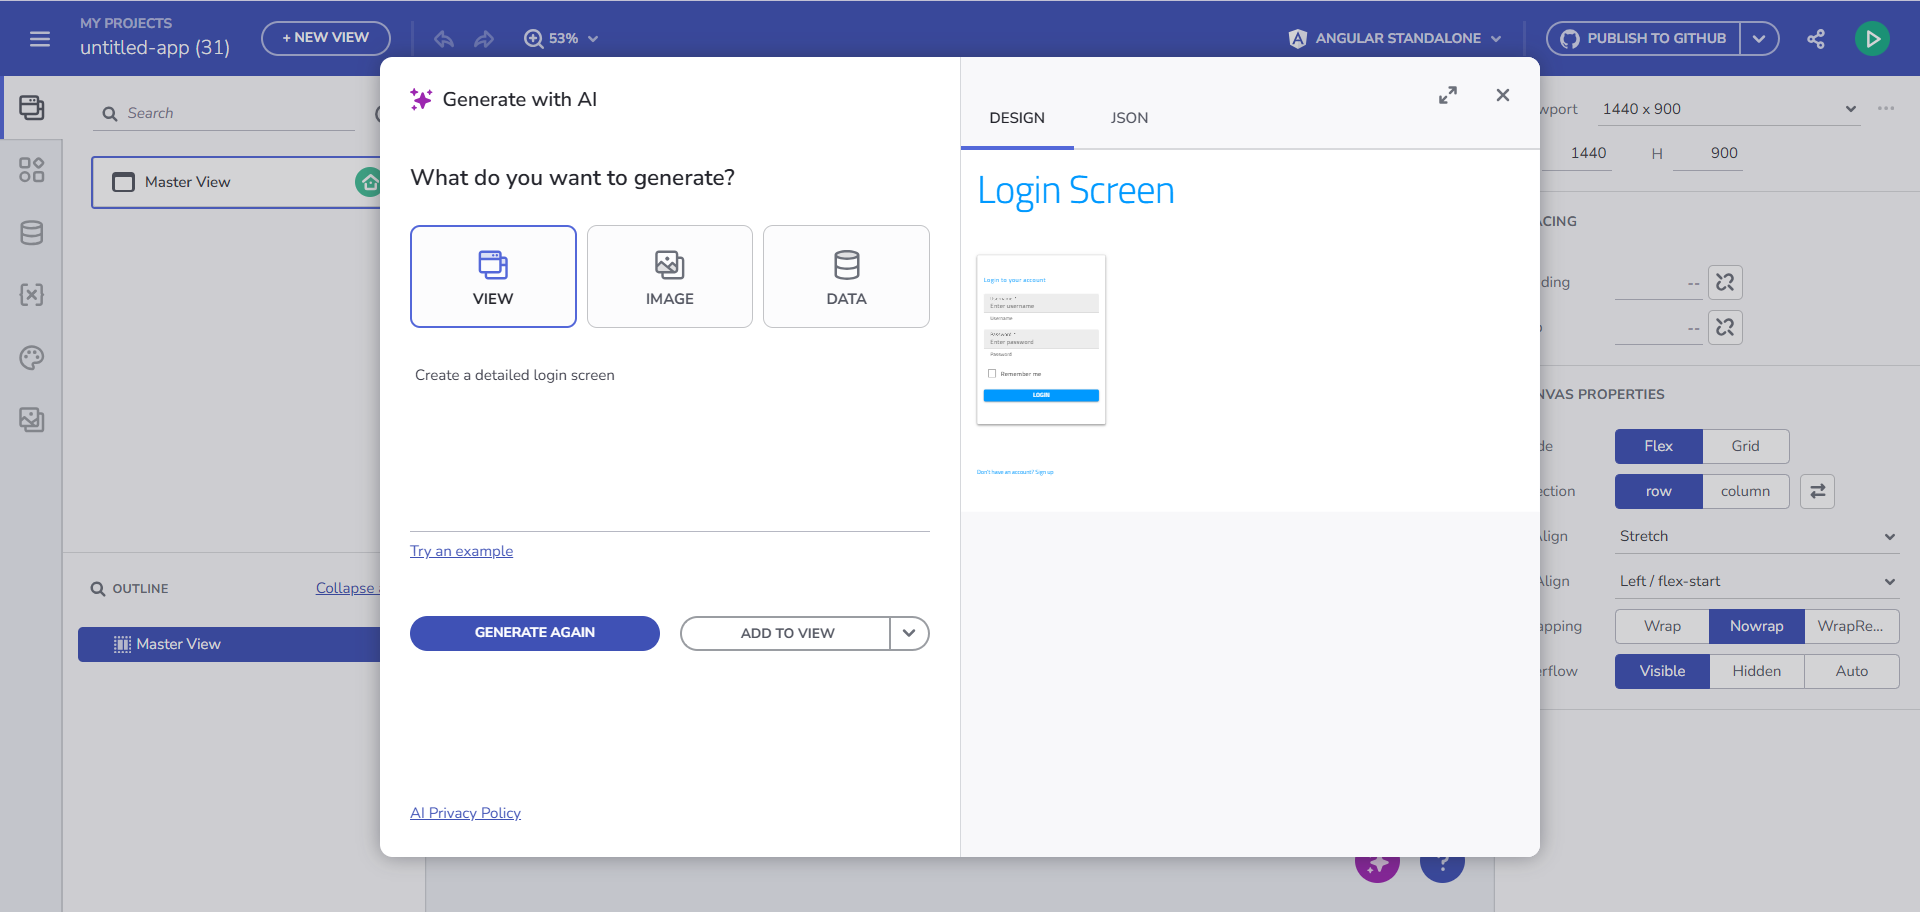 MY PROJECTS
untitled-app (31)
+ NEW VIEW
53%
ANGULAR STANDALONE
PUBLISH TO GITHUB
Search
Master View
OUTLINE
Collapse
Master View
Generate with AI
What do you want to generate?
VIEW
IMAGE
DATA
Create a detailed login screen
Try an example
GENERATE AGAIN
ADD TO VIEW
AI Privacy Policy
DESIGN
JSON
Login Screen
Login to your account
Enter username
Username
Password *
Enter password
Password
Remember me
LOGIN
Don't have an account? Sign up
wport
1440 x 900
1440
H
900
ACING
ding
--
--
NVAS PROPERTIES
de
Flex
Grid
ection
row
column
Align
Stretch
Align
Left / flex-start
apping
Wrap
Nowrap
WrapRe...
erflow
Visible
Hidden
Auto
?